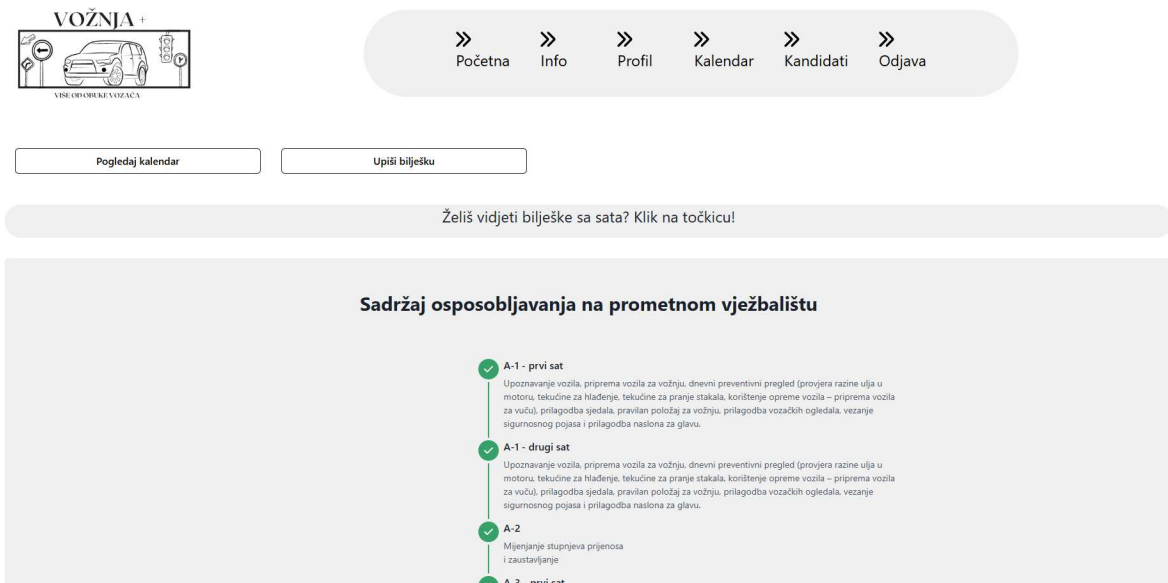 VOŽNJA +
VIŠE OD OBUKE VOZAČA
Početna
Info
Profil
Kalendar
Kandidati
Odjava
Pogledaj kalendar
Upiši bilješku
Želiš vidjeti bilješke sa sata? Klik na točkicu!
Sadržaj osposobljavanja na prometnom vježbalištu
A-1 - prvi sat
Upoznavanje vozila, priprema vozila za vožnju, dnevni preventivni pregled (provjera razine ulja u
motoru, tekućine za hlađenje, tekućine za pranje stakala, korištenje opreme vozila – priprema vozila
za vuču), prilagodba sjedala, pravilan položaj za vožnju, prilagodba vozačkih ogledala, vezanje
sigurnosnog pojasa i prilagodba naslona za glavu.
A-1 - drugi sat
Upoznavanje vozila, priprema vozila za vožnju, dnevni preventivni pregled (provjera razine ulja u
motoru, tekućine za hlađenje, tekućine za pranje stakala, korištenje opreme vozila – priprema vozila
za vuču), prilagodba sjedala, pravilan položaj za vožnju, prilagodba vozačkih ogledala, vezanje
sigurnosnog pojasa i prilagodba naslona za glavu.
A-2
Mijenjanje stupnjeva prijenosa
i zaustavljanje
A-3 - prvi sat